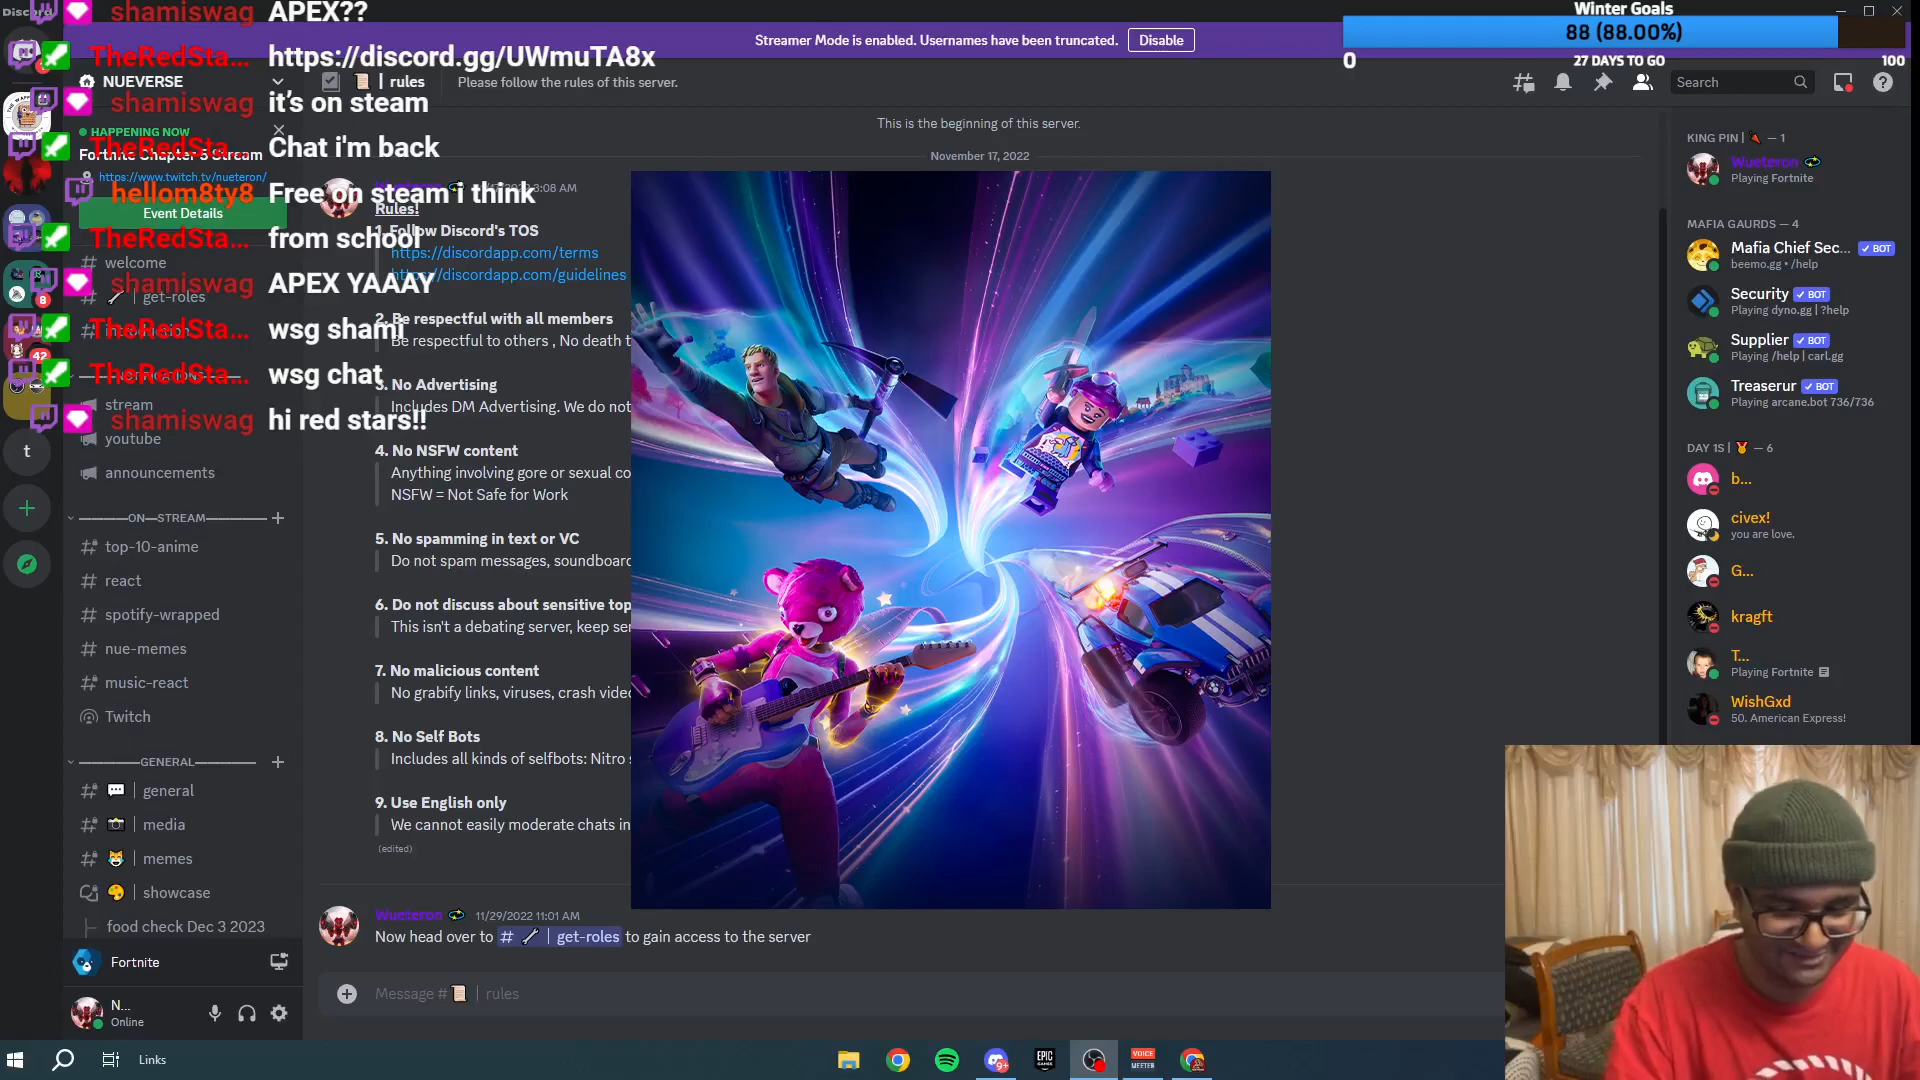 shamiswag APEX??
TheRedSta... https://discord.gg/UWmuTA8x
shamiswag it's on steam
TheRedSta... Chat i'm back
hellom8ty8 Free on steam i think
TheRedSta... from school
shamiswag APEX YAAAY
TheRedSta... wsg shami
TheRedSta... wsg chat
shamiswag hi red stars!!
Streamer Mode is enabled. Usernames have been truncated.
Disable
Winter Goals
88 (88.00%)
0
27 DAYS TO GO
100
NUEVERSE
HAPPENING NOW
Fortnite Chapter 5 Stream
https://www.twitch.tv/nueteron/
Event Details
# welcome
# | get-roles
stream
youtube
announcements
8
42
t
ON—STREAM
# top-10-anime
# react
# spotify-wrapped
# nue-memes
# music-react
Twitch
GENERAL
# | general
# | media
# | memes
| showcase
food check Dec 3 2023
Fortnite
N...
Online
| rules
Please follow the rules of this server.
Search
This is the beginning of this server.
November 17, 2022
3:08 AM
Rules!
1. Follow Discord's TOS
https://discordapp.com/terms
https://discordapp.com/guidelines
2. Be respectful with all members
Be respectful to others , No death t
3. No Advertising
Includes DM Advertising. We do not
4. No NSFW content
Anything involving gore or sexual co
NSFW = Not Safe for Work
5. No spamming in text or VC
Do not spam messages, soundboard
6. Do not discuss about sensitive top
This isn't a debating server, keep ser
7. No malicious content
No grabify links, viruses, crash video
8. No Self Bots
Includes all kinds of selfbots: Nitro s
9. Use English only
We cannot easily moderate chats in
(edited)
Wueteron 11/29/2022 11:01 AM
Now head over to # | get-roles to gain access to the server
Message # | rules
KING PIN | — 1
Wueteron
Playing Fortnite
MAFIA GAURDS — 4
Mafia Chief Sec... BOT
beemo.gg • /help
Security BOT
Playing dyno.gg | ?help
Supplier BOT
Playing /help | carl.gg
Treaserur BOT
Playing arcane.bot 736/736
DAY 1S | — 6
b...
civex!
you are love.
G...
kragft
T...
Playing Fortnite
WishGxd
50. American Express!
Links
9+
EPIC
GAMES
VOICE
MEETER